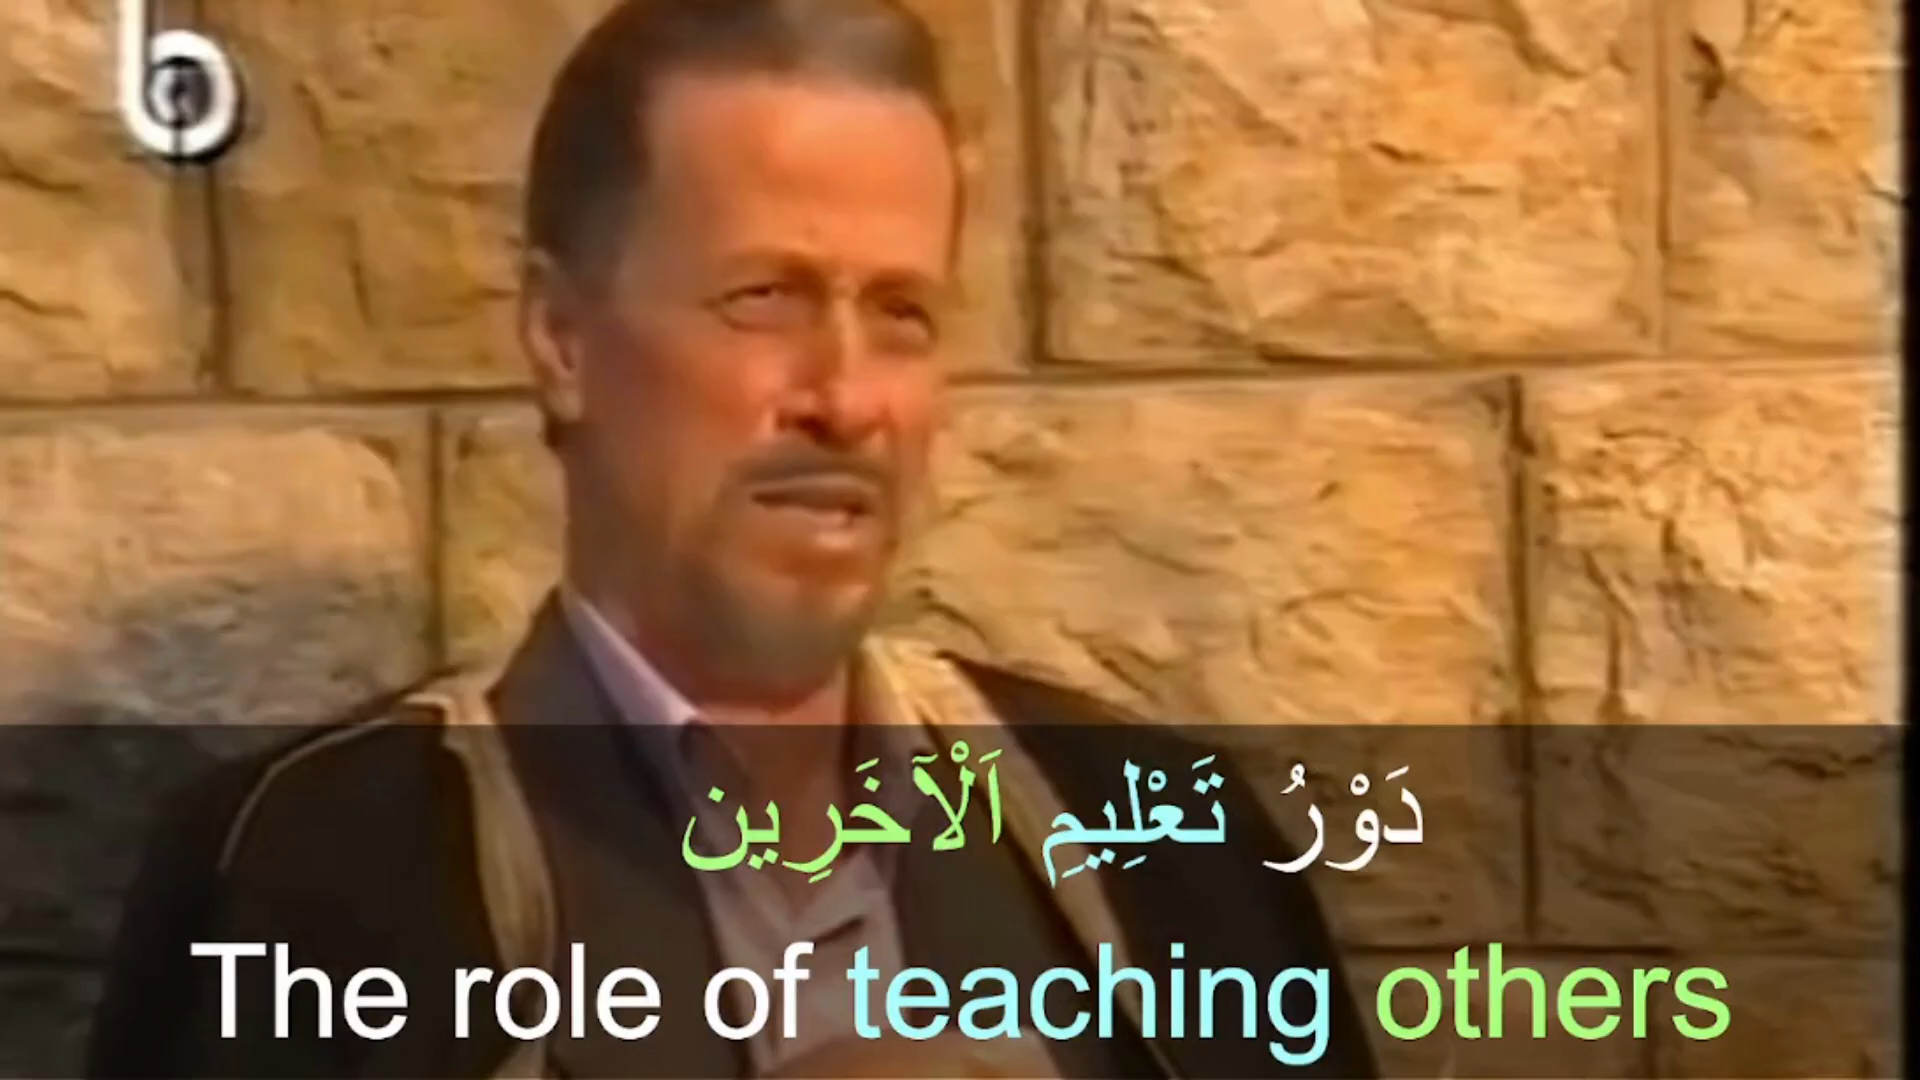 دَوْرُ تَعْلِيمِ اَلْآخَرِين
The role of teaching others